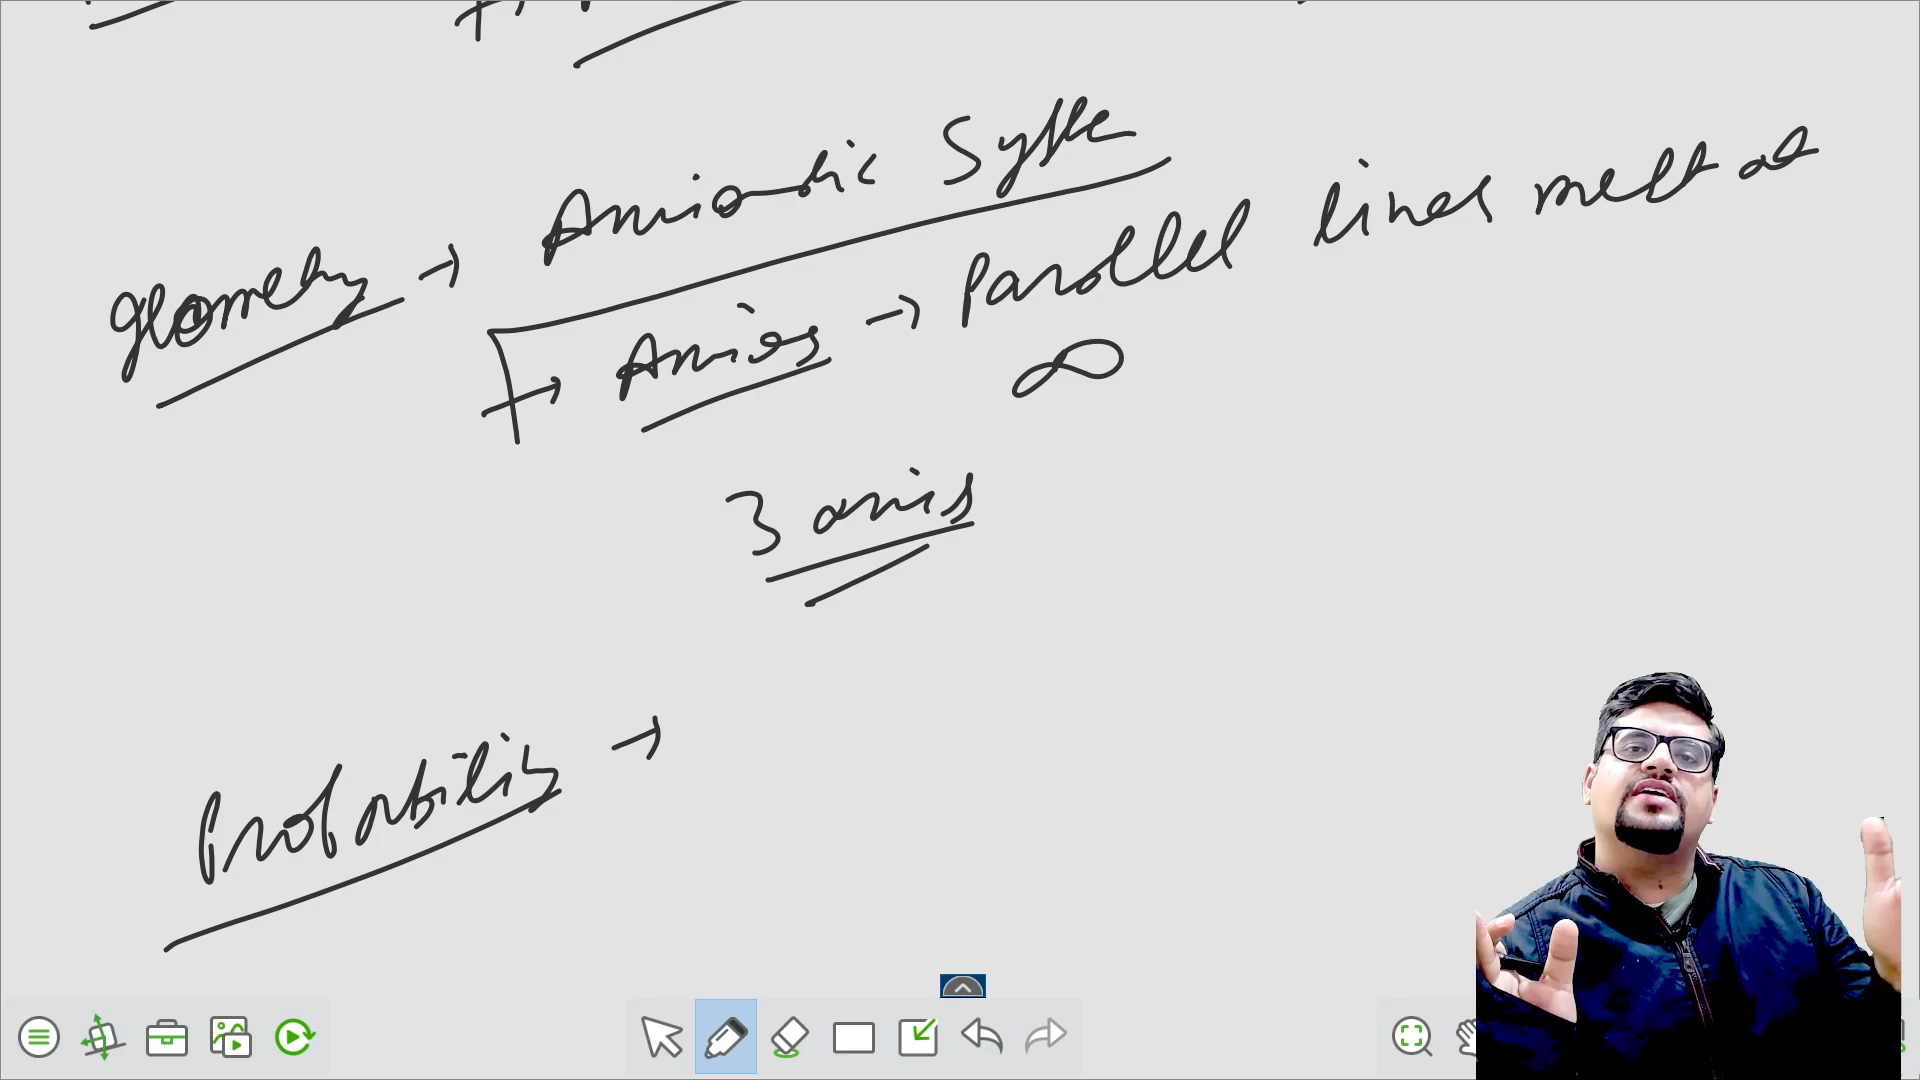 Geometry → Axiomatic System
→ Axioms → Parallel lines meet at
∞
3 axis
Probability →